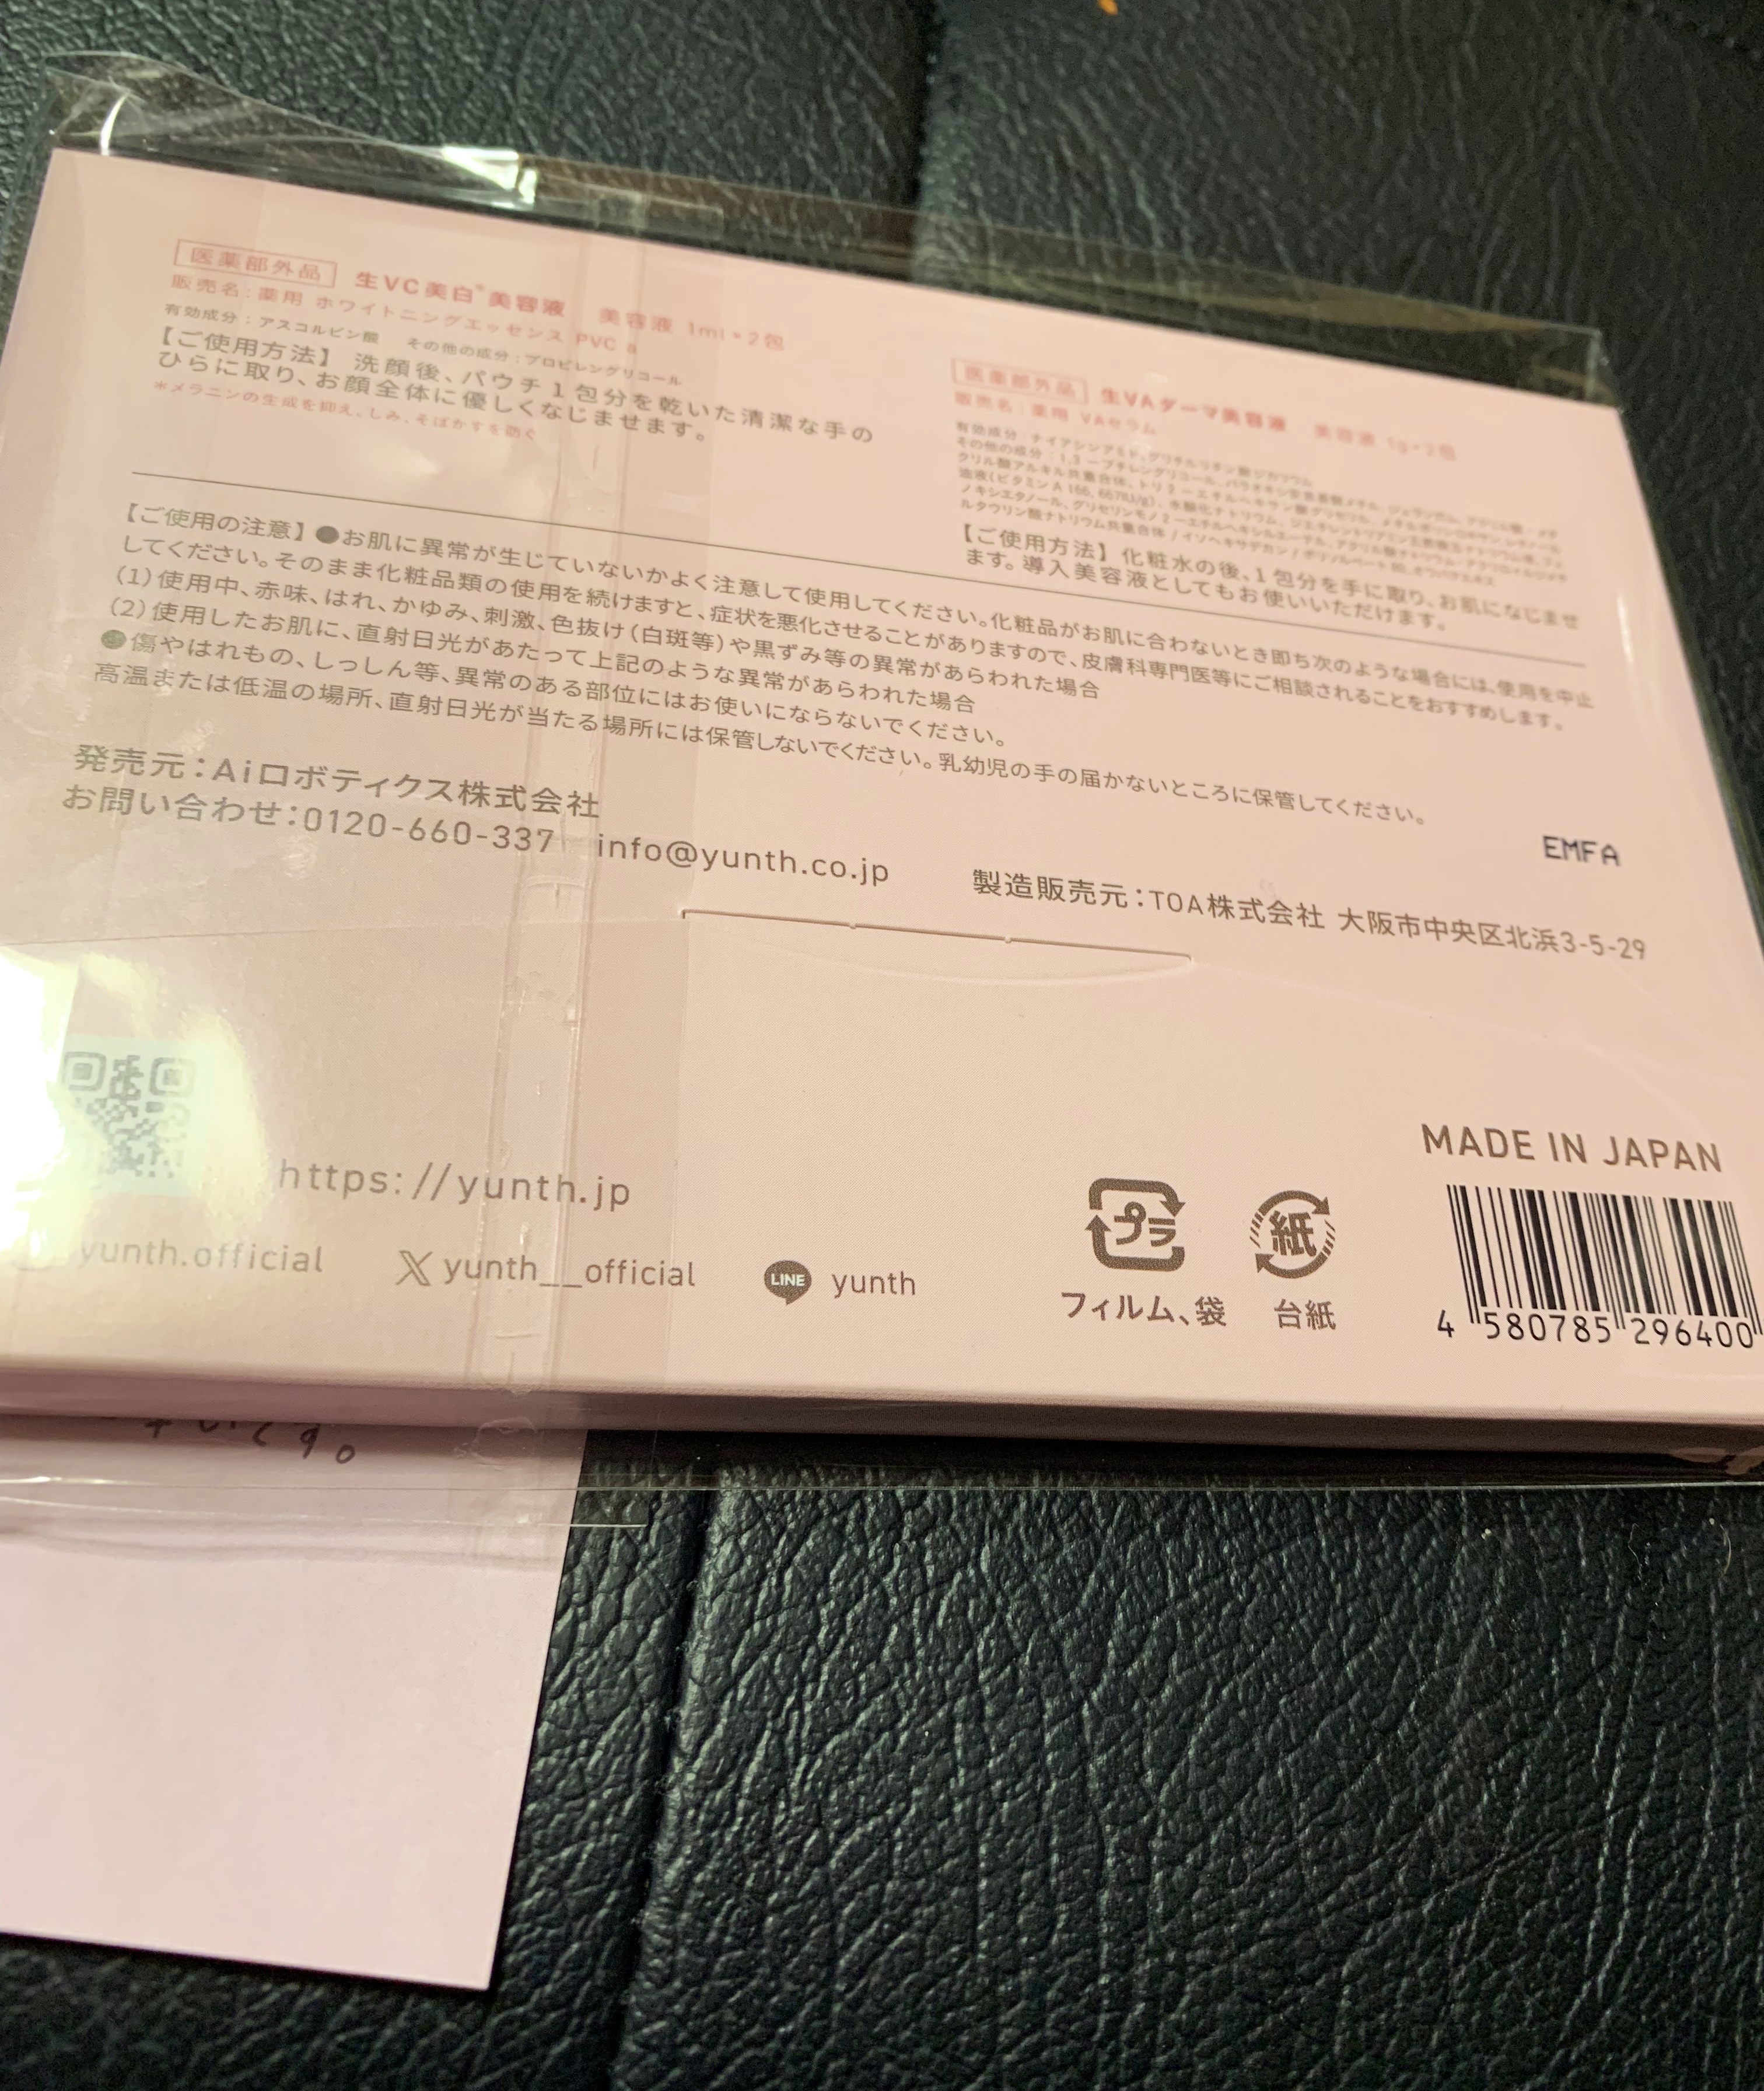 医薬部外品 生VC美白*美容液 美容液 1ml*2包
販売名:薬用 ホワイトニングエッセンス PVC a
有効成分:アスコルビン酸 その他の成分:プロピレングリコール
【ご使用方法】 洗顔後、パウチ1包分を乾いた清潔な手の
ひらに取り、お顔全体に優しくなじませます。
*メラニンの生成を抑え、しみ、そばかすを防ぐ
医薬部外品 生VAダーマ美容液 美容液 1g*2包
販売名:薬用 VAセラム
有効成分:ナイアシンアミド、グリチルリチン酸ジカリウム
【ご使用方法】化粧水の後、1包分を手に取り、お肌になじませ
ます。導入美容液としてもお使いいただけます。
【ご使用の注意】●お肌に異常が生じていないかよく注意して使用してください。化粧品がお肌に合わないとき即ち次のような場合には、使用を中止
してください。そのまま化粧品類の使用を続けますと、症状を悪化させることがありますので、皮膚科専門医等にご相談されることをおすすめします。
(1)使用中、赤味、はれ、かゆみ、刺激、色抜け(白斑等)や黒ずみ等の異常があらわれた場合
(2)使用したお肌に、直射日光があたって上記のような異常があらわれた場合
●傷やはれもの、しっしん等、異常のある部位にはお使いにならないでください。
高温または低温の場所、直射日光が当たる場所には保管しないでください。乳幼児の手の届かないところに保管してください。
発売元:Aiロボティクス株式会社
お問い合わせ:0120-660-337 info@yunth.co.jp
EMFA
製造販売元:TOA株式会社 大阪市中央区北浜3-5-29
https://yunth.jp
yunth.official X yunth__official LINE yunth
プラ 紙
フィルム、袋 台紙
MADE IN JAPAN
4 580785 296400
です。